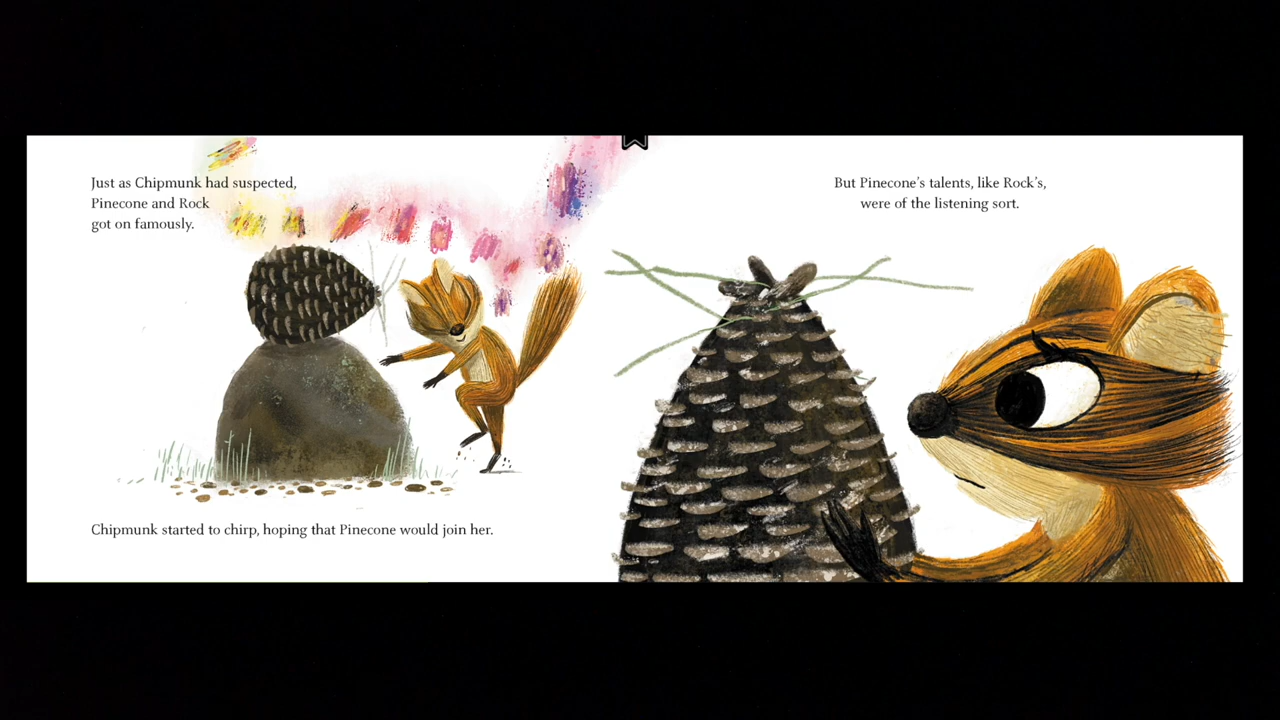 Just as Chipmunk had suspected,
Pinecone and Rock
got on famously.
Chipmunk started to chirp, hoping that Pinecone would join her.
But Pinecone’s talents, like Rock’s,
were of the listening sort.